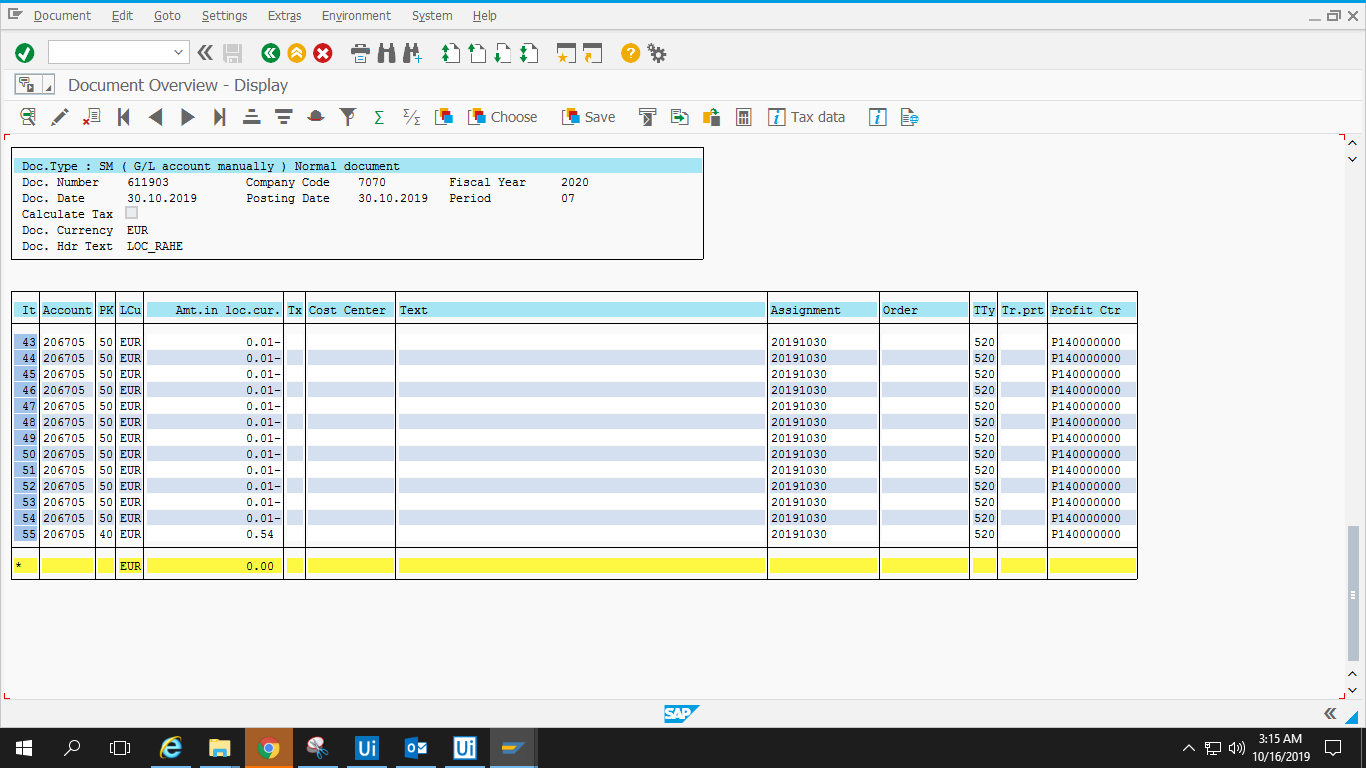 Document Edit Goto Settings Extras Environment System Help
Document Overview - Display
Choose Save Tax data
Doc.Type : SM ( G/L account manually ) Normal document
Doc. Number 611903 Company Code 7070 Fiscal Year 2020
Doc. Date 30.10.2019 Posting Date 30.10.2019 Period 07
Calculate Tax
Doc. Currency EUR
Doc. Hdr Text LOC_RAHE
It Account PK LCu Amt.in loc.cur. Tx Cost Center Text Assignment Order TTy Tr.prt Profit Ctr
43 206705 50 EUR 0.01- 20191030 520 P140000000
44 206705 50 EUR 0.01- 20191030 520 P140000000
45 206705 50 EUR 0.01- 20191030 520 P140000000
46 206705 50 EUR 0.01- 20191030 520 P140000000
47 206705 50 EUR 0.01- 20191030 520 P140000000
48 206705 50 EUR 0.01- 20191030 520 P140000000
49 206705 50 EUR 0.01- 20191030 520 P140000000
50 206705 50 EUR 0.01- 20191030 520 P140000000
51 206705 50 EUR 0.01- 20191030 520 P140000000
52 206705 50 EUR 0.01- 20191030 520 P140000000
53 206705 50 EUR 0.01- 20191030 520 P140000000
54 206705 50 EUR 0.01- 20191030 520 P140000000
55 206705 40 EUR 0.54 20191030 520 P140000000
* EUR 0.00
SAP
Ui Ui
3:15 AM
10/16/2019